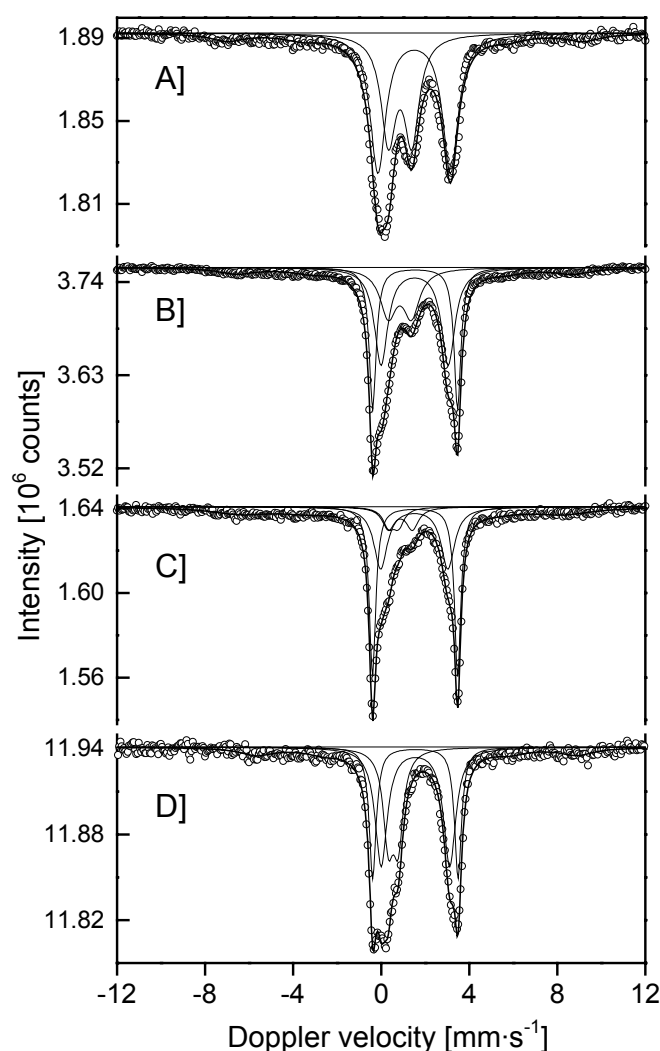 1.89
A]
1.85
1.81
3.74
B]
3.63
3.52
1.64
C]
1.60
1.56
11.94
D]
11.88
11.82
-12 -8 -4 0 4 8 12
Doppler velocity [mm·s⁻¹]
Intensity [10⁶ counts]